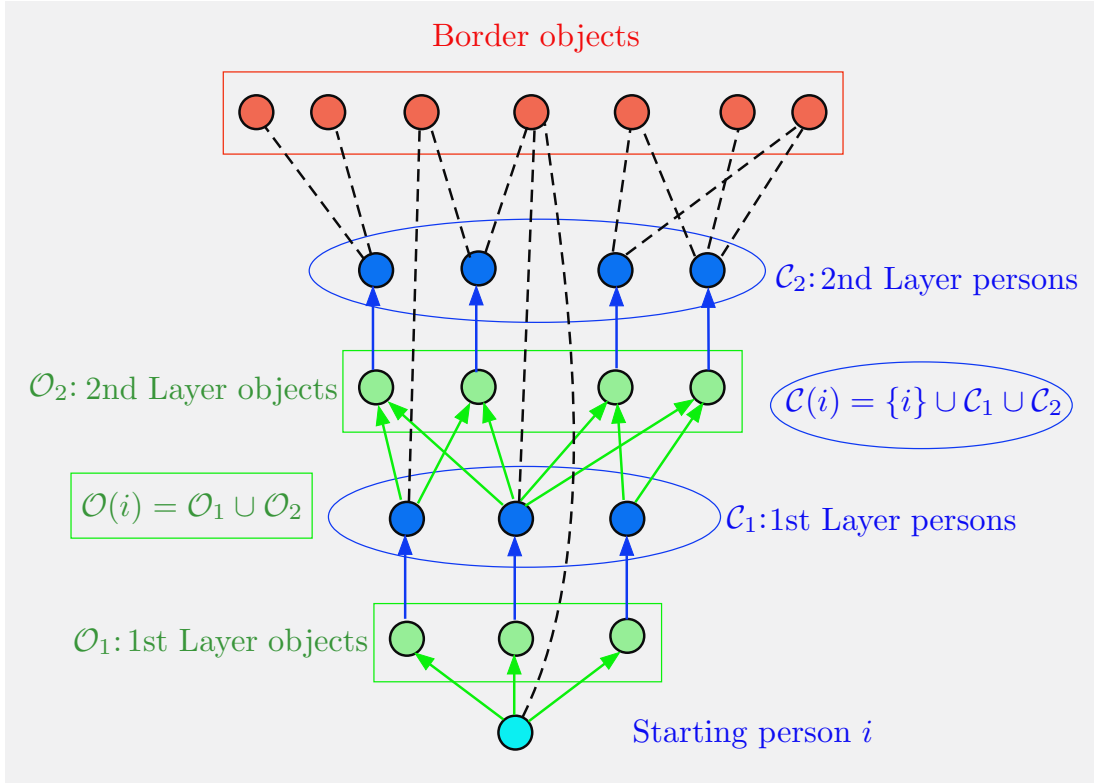 Border objects
𝒞₂: 2nd Layer persons
𝒪₂: 2nd Layer objects
𝒞(i) = {i} ∪ 𝒞₁ ∪ 𝒞₂
𝒪(i) = 𝒪₁ ∪ 𝒪₂
𝒞₁: 1st Layer persons
𝒪₁: 1st Layer objects
Starting person i